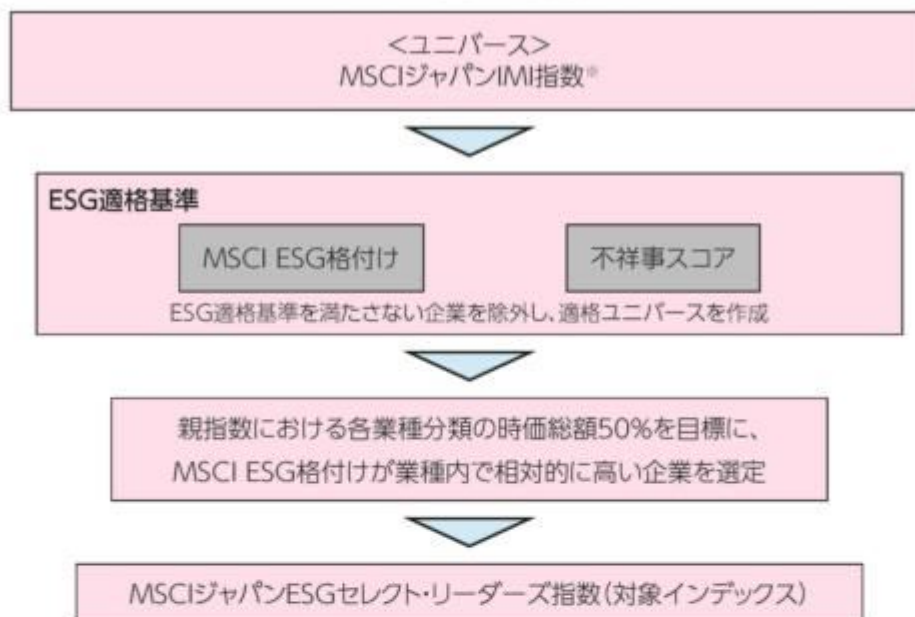 <ユニバース>
MSCIジャパンIMI指数※
ESG適格基準
MSCI ESG格付け
不祥事スコア
ESG適格基準を満たさない企業を除外し、適格ユニバースを作成
親指数における各業種分類の時価総額50%を目標に、
MSCI ESG格付けが業種内で相対的に高い企業を選定
MSCIジャパンESGセレクト・リーダーズ指数(対象インデックス)